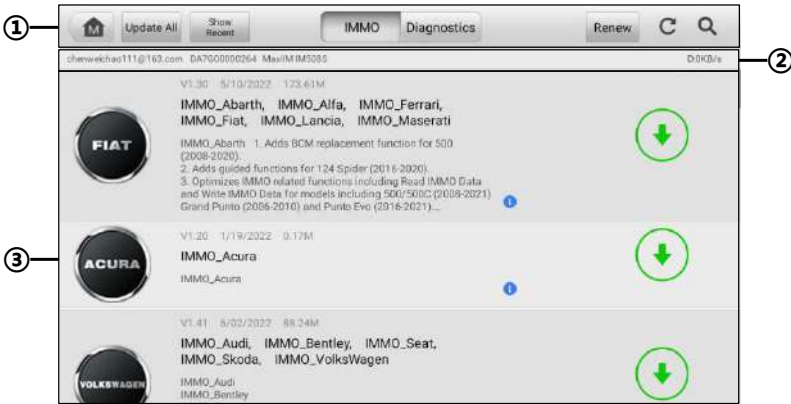 ①
M
Update All
Show
Recent
IMMO
Diagnostics
Renew
②
chenweichao111@163.com DA7G00000264 MaxiIM IM508S
D:0KB/s
V1.30 5/10/2022 173.61M
FIAT
IMMO_Abarth, IMMO_Alfa, IMMO_Ferrari,
IMMO_Fiat, IMMO_Lancia, IMMO_Maserati
IMMO_Abarth 1. Adds BCM replacement function for 500
(2008-2020).
2. Adds guided functions for 124 Spider (2016-2020).
3. Optimizes IMMO related functions including Read IMMO Data
and Write IMMO Data for models including 500/500C (2008-2021)
Grand Punto (2006-2010) and Punto Evo (2016-2021)...
③
V1.20 1/19/2022 0.17M
ACURA
IMMO_Acura
IMMO_Acura
V1.41 6/02/2022 88.24M
VOLKSWAGEN
IMMO_Audi, IMMO_Bentley, IMMO_Seat,
IMMO_Skoda, IMMO_VolksWagen
IMMO_Audi
IMMO_Bentley